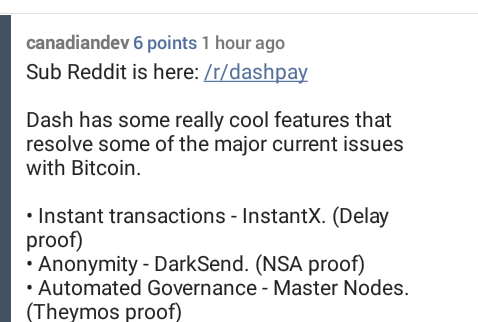 canadiandev 6 points 1 hour ago
Sub Reddit is here: /r/dashpay
Dash has some really cool features that
resolve some of the major current issues
with Bitcoin.
• Instant transactions - InstantX. (Delay
proof)
• Anonymity - DarkSend. (NSA proof)
• Automated Governance - Master Nodes.
(Theymos proof)